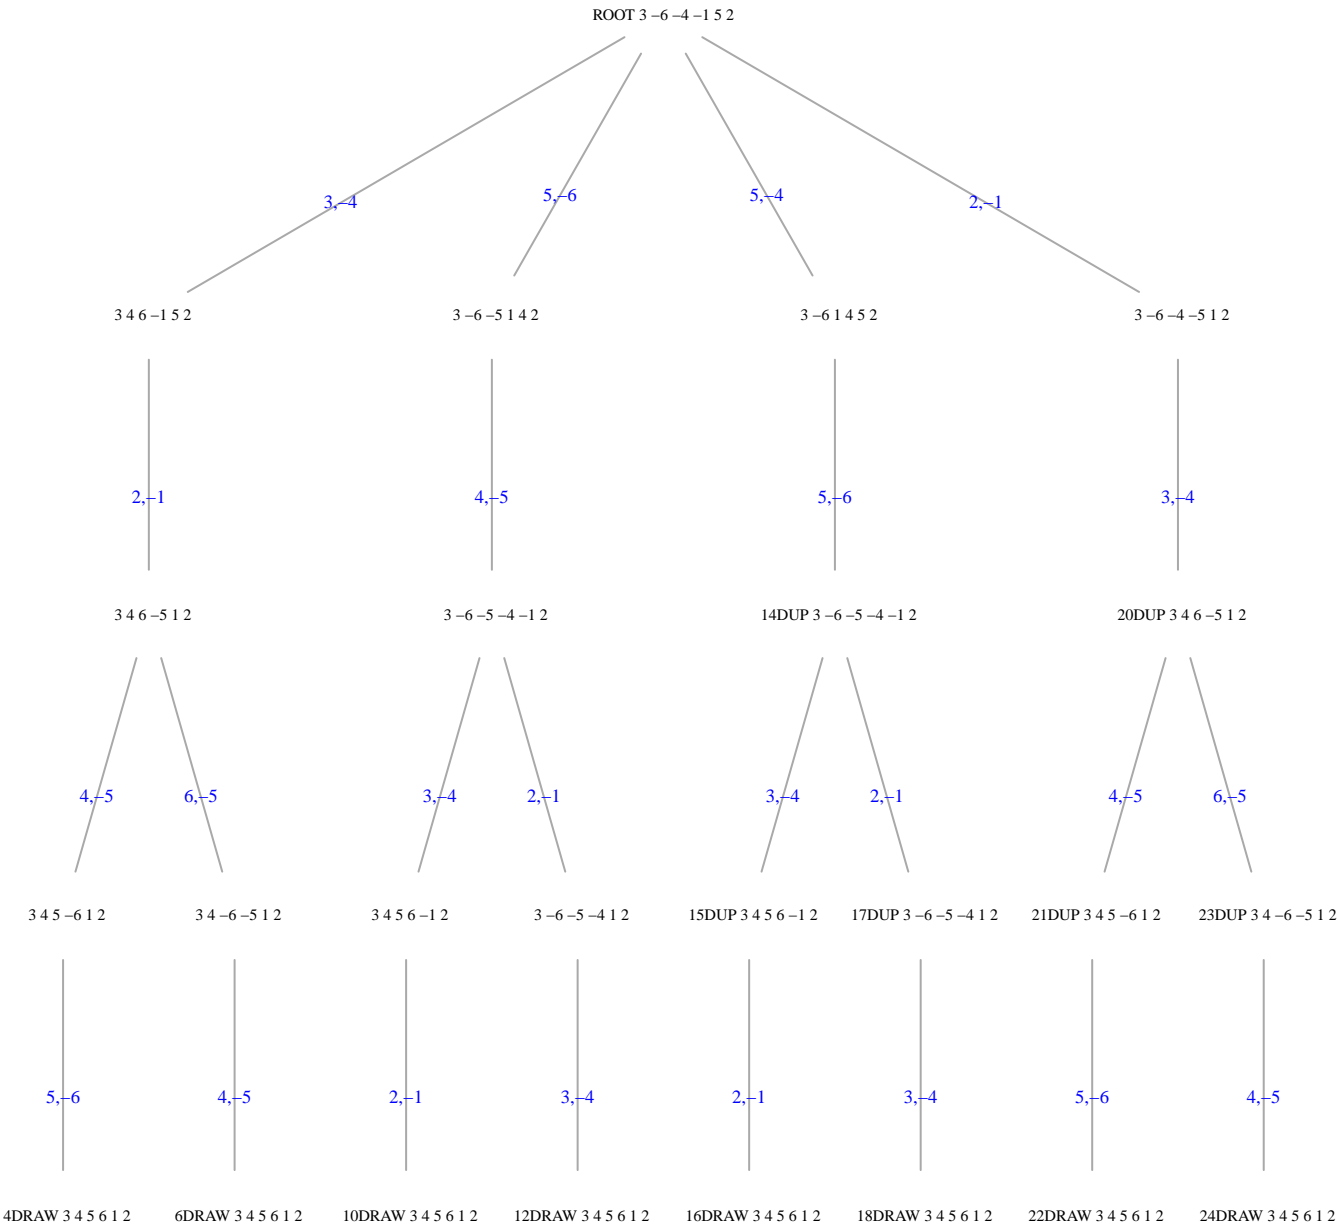 ROOT 3 –6 –4 –1 5 2
3,–4 5,–6 5,–4 2,–1
3 4 6 –1 5 2 3 –6 –5 1 4 2 3 –6 1 4 5 2 3 –6 –4 –5 1 2
2,–1 4,–5 5,–6 3,–4
3 4 6 –5 1 2 3 –6 –5 –4 –1 2 14DUP 3 –6 –5 –4 –1 2 20DUP 3 4 6 –5 1 2
4,–5 6,–5 3,–4 2,–1 3,–4 2,–1 4,–5 6,–5
3 4 5 –6 1 2 3 4 –6 –5 1 2 3 4 5 6 –1 2 3 –6 –5 –4 1 2 15DUP 3 4 5 6 –1 2 17DUP 3 –6 –5 –4 1 2 21DUP 3 4 5 –6 1 2 23DUP 3 4 –6 –5 1 2
5,–6 4,–5 2,–1 3,–4 2,–1 3,–4 5,–6 4,–5
4DRAW 3 4 5 6 1 2 6DRAW 3 4 5 6 1 2 10DRAW 3 4 5 6 1 2 12DRAW 3 4 5 6 1 2 16DRAW 3 4 5 6 1 2 18DRAW 3 4 5 6 1 2 22DRAW 3 4 5 6 1 2 24DRAW 3 4 5 6 1 2